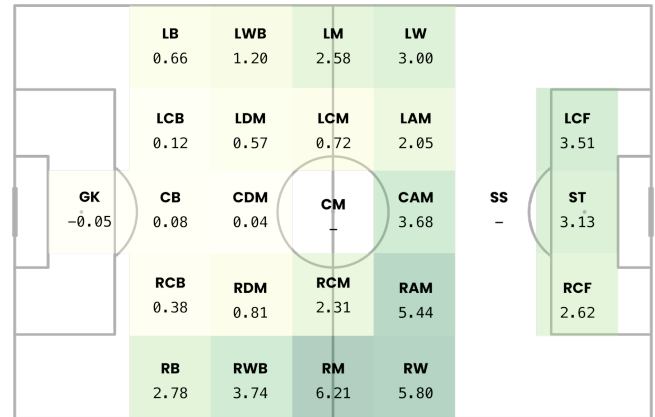 LB LWB LM LW
0.66 1.20 2.58 3.00
LCB LDM LCM LAM LCF
0.12 0.57 0.72 2.05 3.51
GK CB CDM CM CAM SS ST
−0.05 0.08 0.04 – 3.68 – 3.13
RCB RDM RCM RAM RCF
0.38 0.81 2.31 5.44 2.62
RB RWB RM RW
2.78 3.74 6.21 5.80